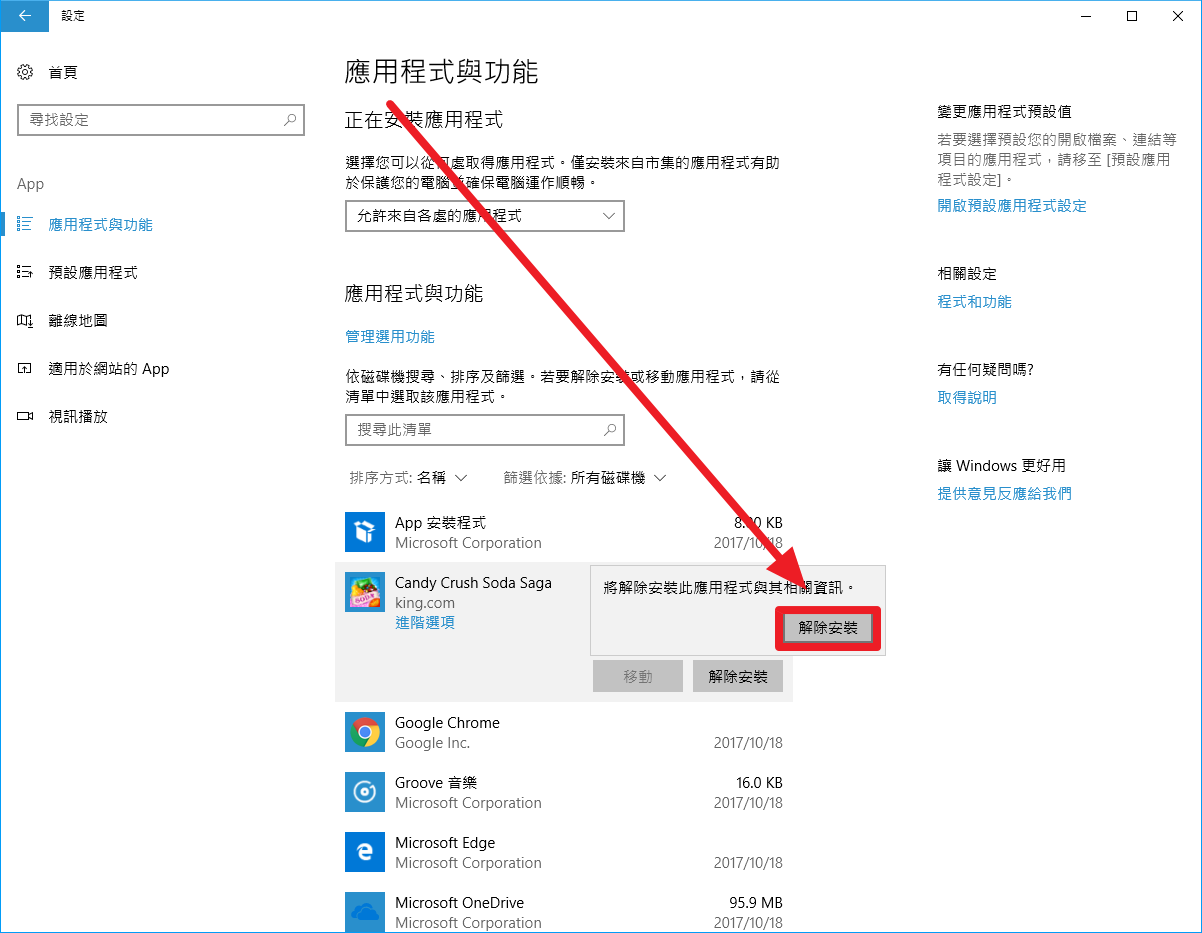 設定
首頁
尋找設定
App
應用程式與功能
預設應用程式
離線地圖
適用於網站的 App
視訊播放
應用程式與功能
正在安裝應用程式
選擇您可以從何處取得應用程式。僅安裝來自市集的應用程式有助
於保護您的電腦並確保電腦運作順暢。
允許來自各處的應用程式
應用程式與功能
管理選用功能
依磁碟機搜尋、排序及篩選。若要解除安裝或移動應用程式，請從
清單中選取該應用程式。
搜尋此清單
排序方式: 名稱 篩選依據: 所有磁碟機
App 安裝程式 8.00 KB
Microsoft Corporation 2017/10/18
Candy Crush Soda Saga
king.com
進階選項
將解除安裝此應用程式與其相關資訊。
解除安裝
移動 解除安裝
Google Chrome
Google Inc. 2017/10/18
Groove 音樂 16.0 KB
Microsoft Corporation 2017/10/18
Microsoft Edge
Microsoft Corporation 2017/10/18
Microsoft OneDrive 95.9 MB
Microsoft Corporation 2017/10/18
變更應用程式預設值
若要選擇預設您的開啟檔案、連結等
項目的應用程式，請移至 [預設應用
程式設定]。
開啟預設應用程式設定
相關設定
程式和功能
有任何疑問嗎?
取得說明
讓 Windows 更好用
提供意見反應給我們